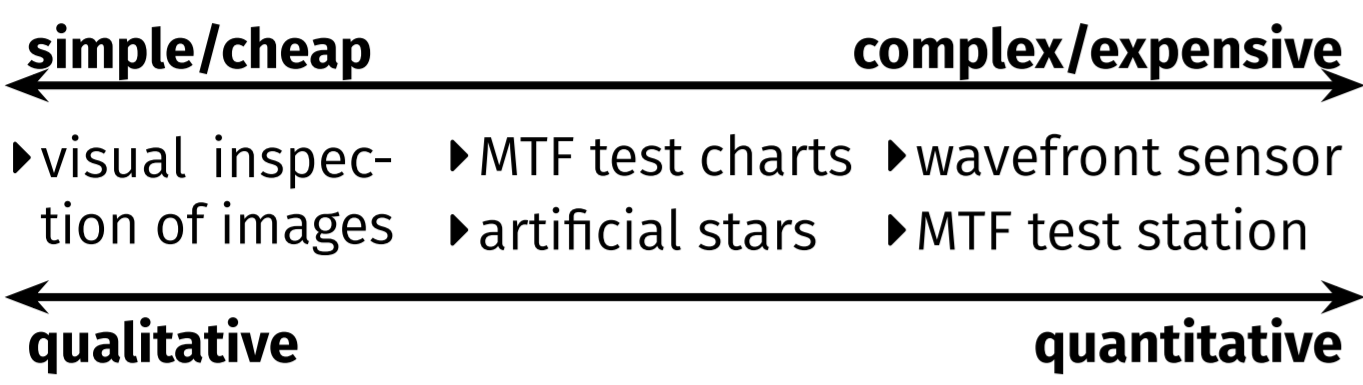 simple/cheap complex/expensive
visual inspec-
tion of images
MTF test charts
artificial stars
wavefront sensor
MTF test station
qualitative quantitative